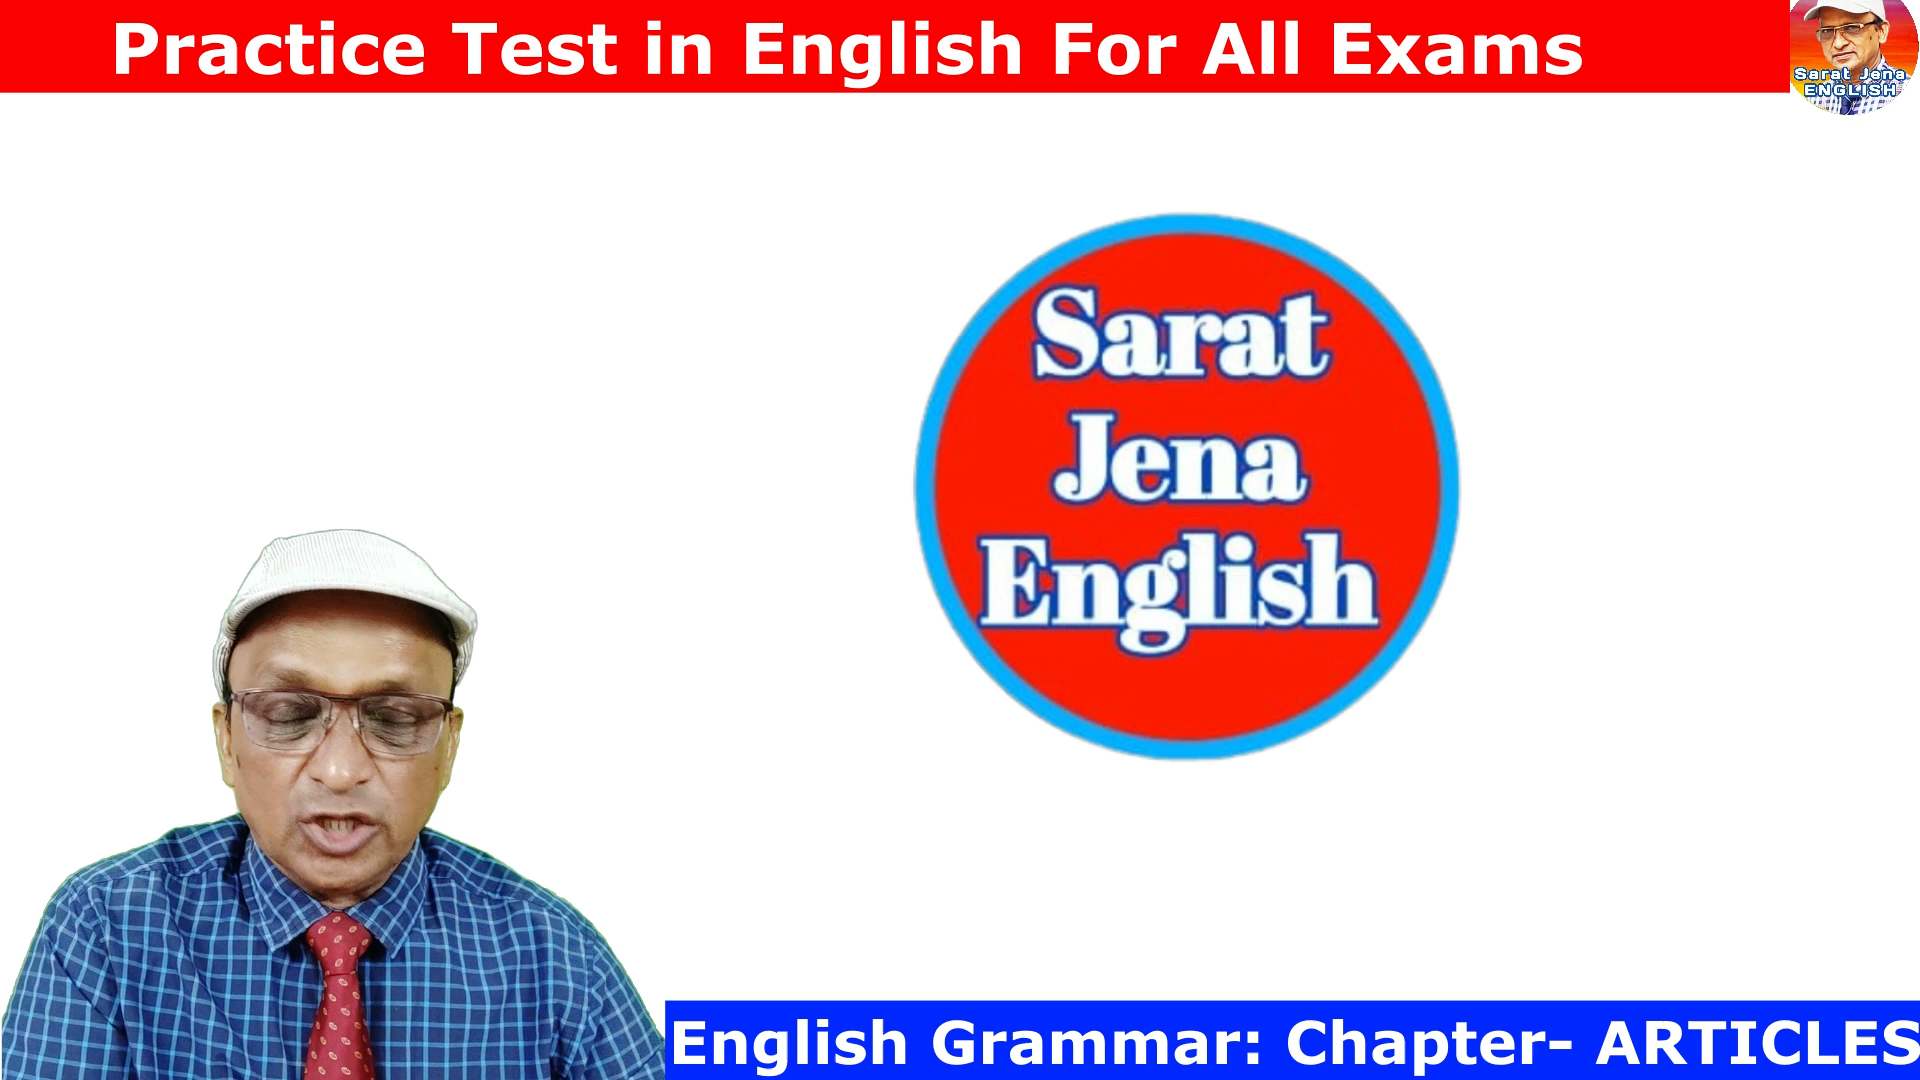 Practice Test in English For All Exams
Sarat Jena
ENGLISH
Sarat
Jena
English
English Grammar: Chapter- ARTICLES